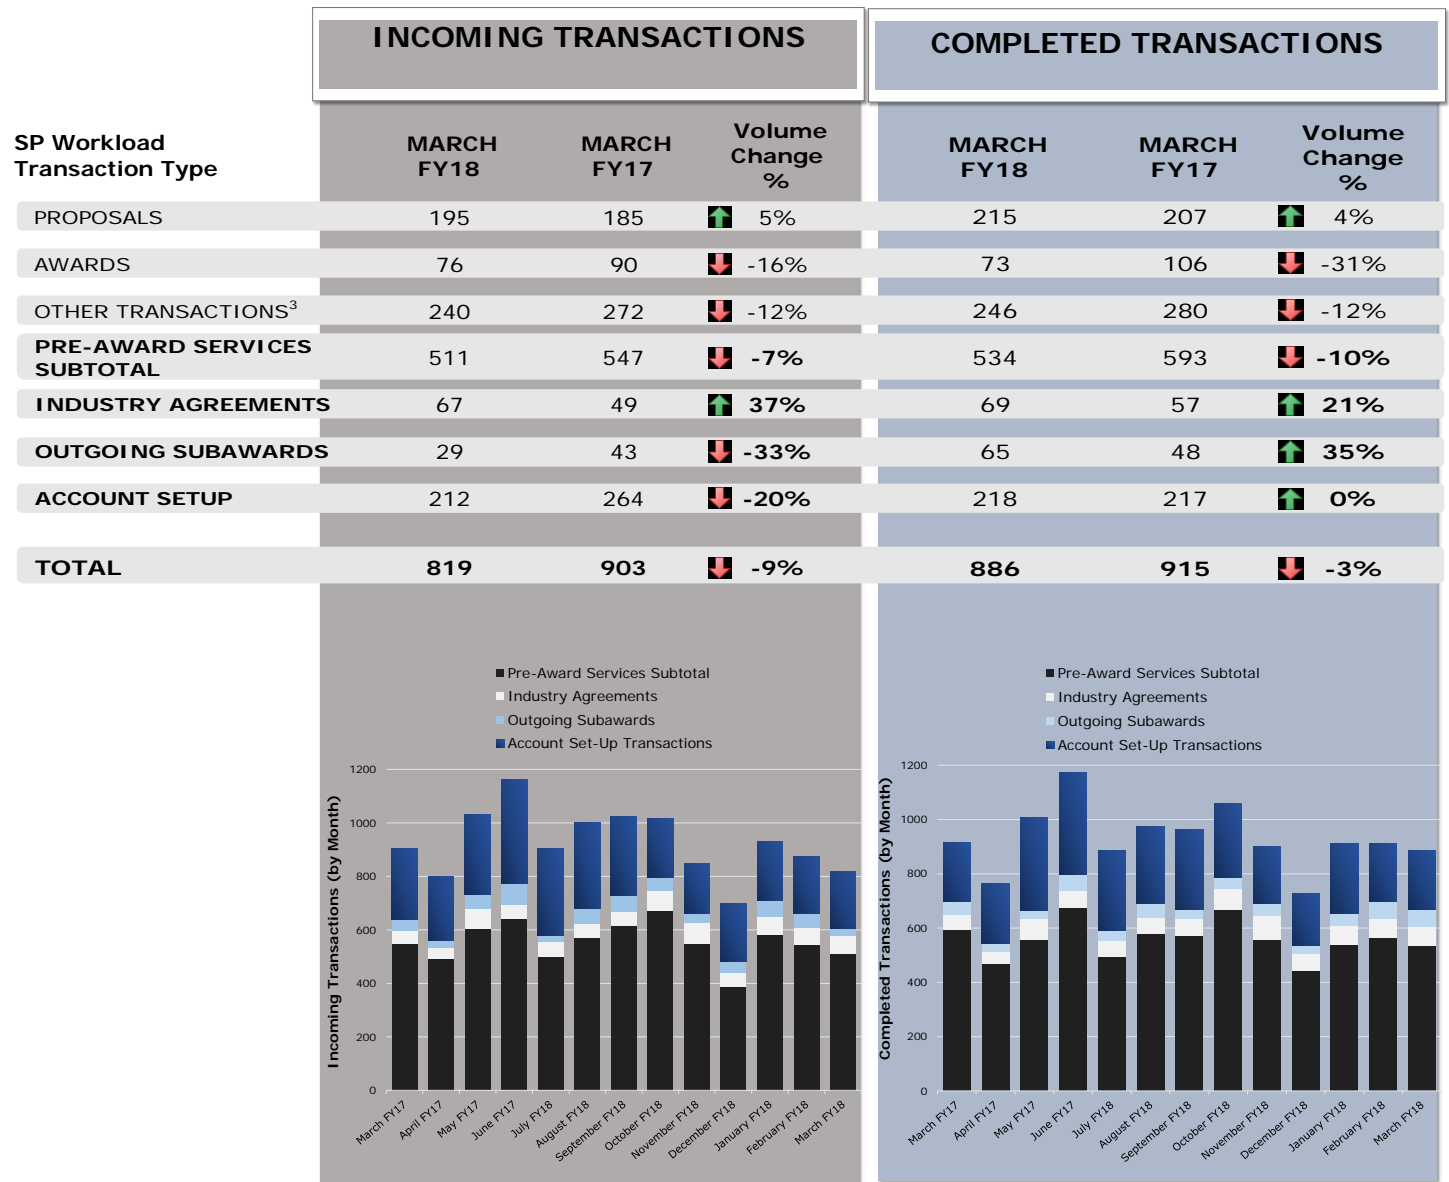 INCOMING TRANSACTIONS
COMPLETED TRANSACTIONS
SP Workload
Transaction Type
MARCH
FY18
MARCH
FY17
Volume
Change
%
MARCH
FY18
MARCH
FY17
Volume
Change
%
PROPOSALS 195 185 5% 215 207 4%
AWARDS 76 90 -16% 73 106 -31%
OTHER TRANSACTIONS3 240 272 -12% 246 280 -12%
PRE-AWARD SERVICES
SUBTOTAL 511 547 -7% 534 593 -10%
INDUSTRY AGREEMENTS 67 49 37% 69 57 21%
OUTGOING SUBAWARDS 29 43 -33% 65 48 35%
ACCOUNT SETUP 212 264 -20% 218 217 0%
TOTAL 819 903 -9% 886 915 -3%
Pre-Award Services Subtotal
Industry Agreements
Outgoing Subawards
Account Set-Up Transactions
Incoming Transactions (by Month)
1200
1000
800
600
400
200
0
March FY17
April FY17
May FY17
June FY17
July FY18
August FY18
September FY18
October FY18
November FY18
December FY18
January FY18
February FY18
March FY18
Pre-Award Services Subtotal
Industry Agreements
Outgoing Subawards
Account Set-Up Transactions
Completed Transactions (by Month)
1200
1000
800
600
400
200
0
March FY17
April FY17
May FY17
June FY17
July FY18
August FY18
September FY18
October FY18
November FY18
December FY18
January FY18
February FY18
March FY18